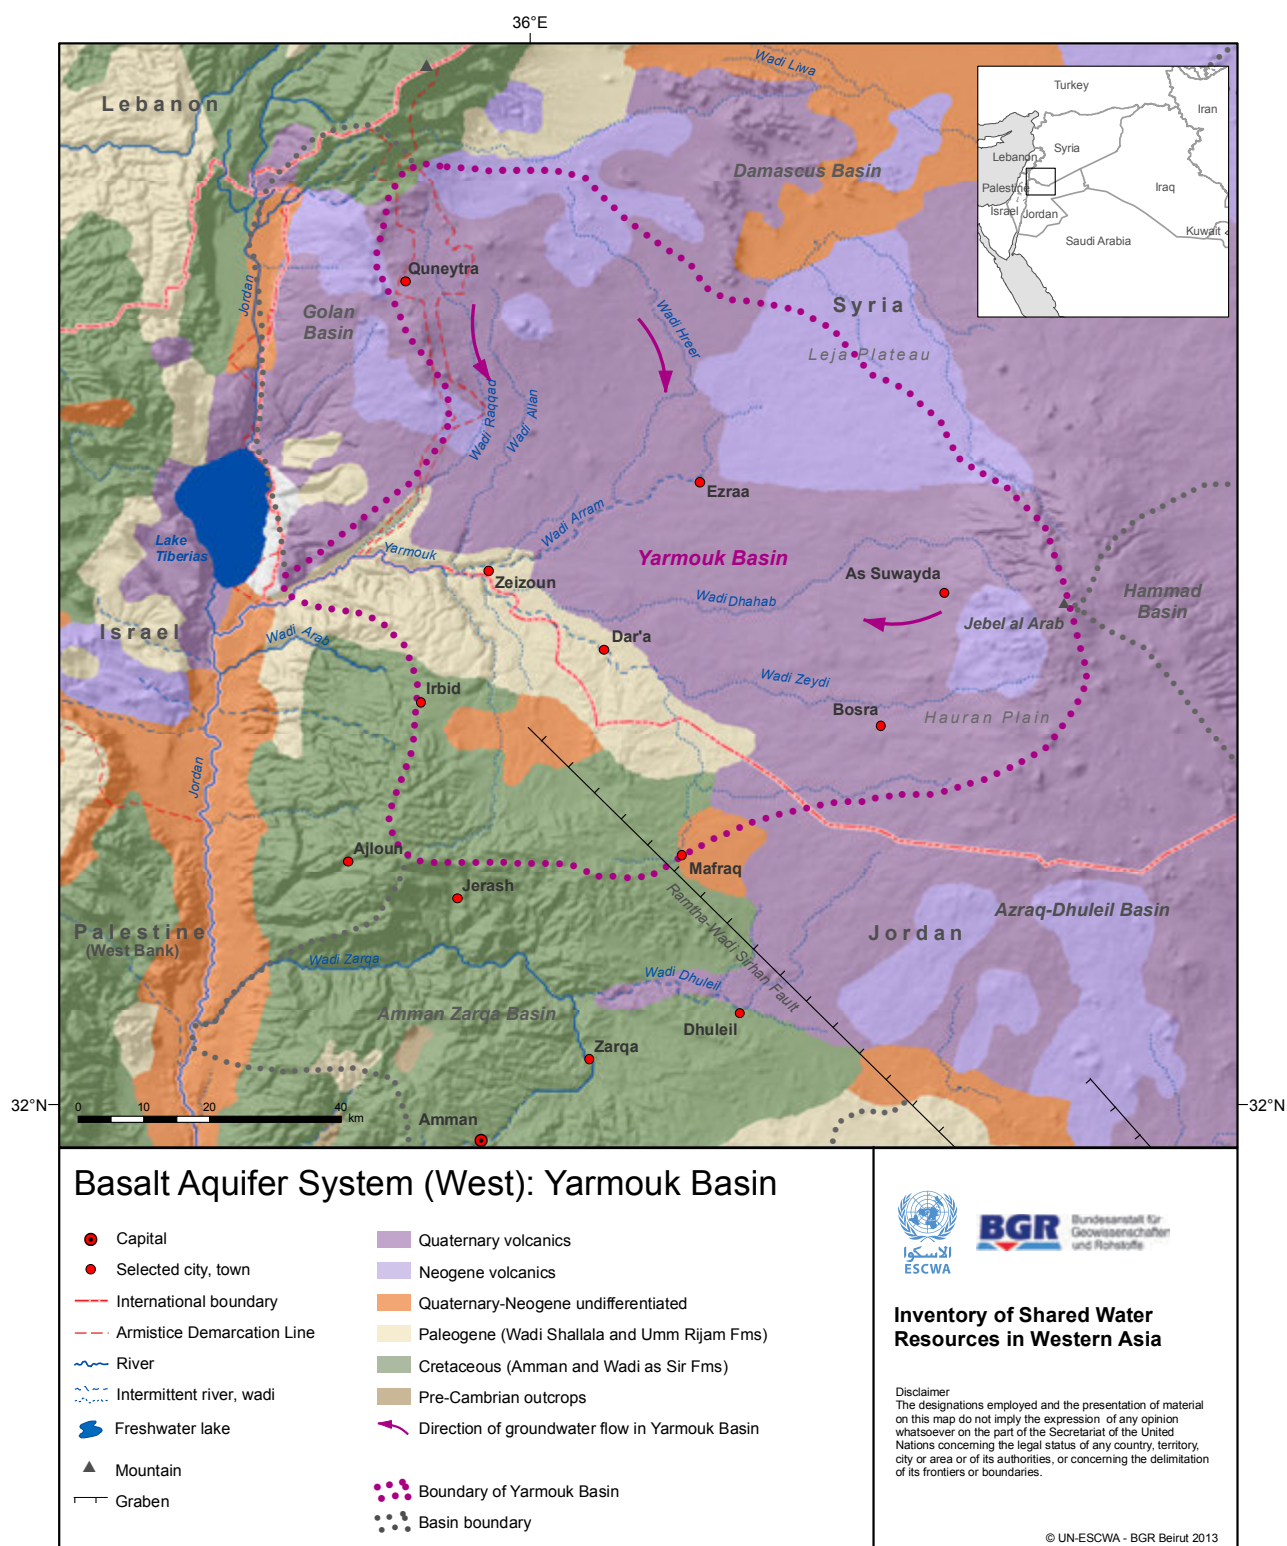 36°E
Wadi Liwa
Lebanon
Turkey
Iran
Syria
Lebanon
Palestine
Iraq
Israel
Jordan
Kuwait
Saudi Arabia
Damascus Basin
Quneytra
Jordan
Golan
Basin
Syria
Wadi Hreer
Leja Plateau
Wadi Raqqad
Wadi Allan
Ezraa
Wadi Arram
Lake
Tiberias
Yarmouk
Yarmouk Basin
Zeizoun
As Suwayda
Hammad
Basin
Wadi Dhahab
Jebel al Arab
Israel
Wadi Arab
Dar'a
Wadi Zeydi
Irbid
Bosra
Hauran Plain
Jordan
Ajloun
Mafraq
Jerash
Ramtha-Wadi Sirhan Fault
Azraq-Dhuleil Basin
Palestine
(West Bank)
Jordan
Wadi Zarqa
Wadi Dhuleil
Amman Zarqa Basin
Dhuleil
Zarqa
32°N
32°N
0 10 20 40
km
Amman
Basalt Aquifer System (West): Yarmouk Basin
Capital
Selected city, town
International boundary
Armistice Demarcation Line
River
Intermittent river, wadi
Freshwater lake
Mountain
Graben
Quaternary volcanics
Neogene volcanics
Quaternary-Neogene undifferentiated
Paleogene (Wadi Shallala and Umm Rijam Fms)
Cretaceous (Amman and Wadi as Sir Fms)
Pre-Cambrian outcrops
Direction of groundwater flow in Yarmouk Basin
Boundary of Yarmouk Basin
Basin boundary
الاسكوا
ESCWA
BGR
Bundesanstalt für
Geowissenschaften
und Rohstoffe
Inventory of Shared Water
Resources in Western Asia
Disclaimer
The designations employed and the presentation of material
on this map do not imply the expression of any opinion
whatsoever on the part of the Secretariat of the United
Nations concerning the legal status of any country, territory,
city or area or of its authorities, or concerning the delimitation
of its frontiers or boundaries.
© UN-ESCWA - BGR Beirut 2013